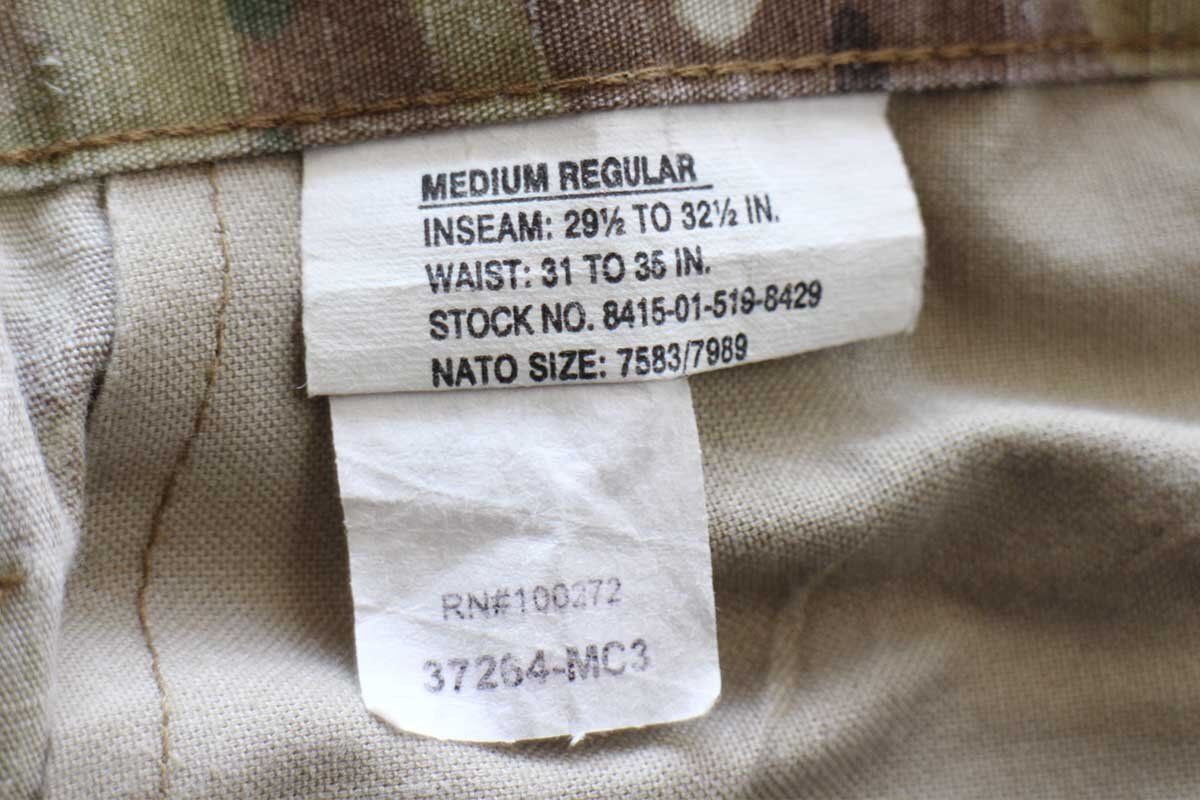 MEDIUM REGULAR
INSEAM: 29½ TO 32½ IN.
WAIST: 31 TO 35 IN.
STOCK NO. 8415-01-519-8429
NATO SIZE: 7583/7989
RN#100272
37264-MC3